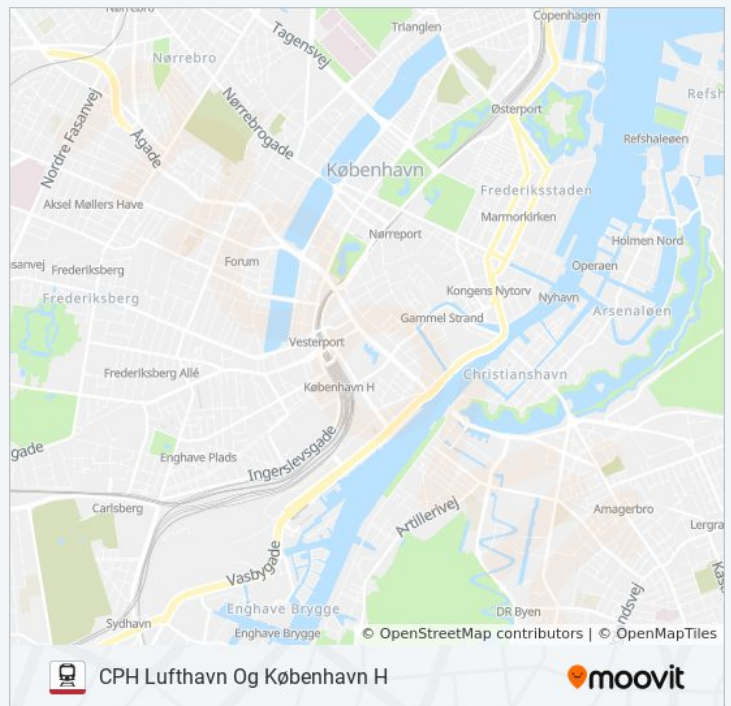 Nørrebro
Copenhagen
Trianglen
Tagensvej
Nørrebro
Refsh
Østerport
Nørrebrogade
Nordre Fasanvej
Refshaleøen
Ågade
København
Frederiksstaden
Aksel Møllers Have
Marmorkirken
Nørreport
Holmen Nord
Forum
Operaen
sanvej
Frederiksberg
Kongens Nytorv
Nyhavn
Frederiksberg
Arsenaløen
Gammel Strand
Vesterport
Frederiksberg Allé
Christianshavn
København H
Ingerslevsgade
gade
Enghave Plads
Carlsberg
Artillerivej
Amagerbro
Lergra
Vasbygade
Kas
ndsvej
Enghave Brygge
DR Byen
Sydhavn
Enghave Brygge
© OpenStreetMap contributors | © OpenMapTiles
CPH Lufthavn Og København H
moovit